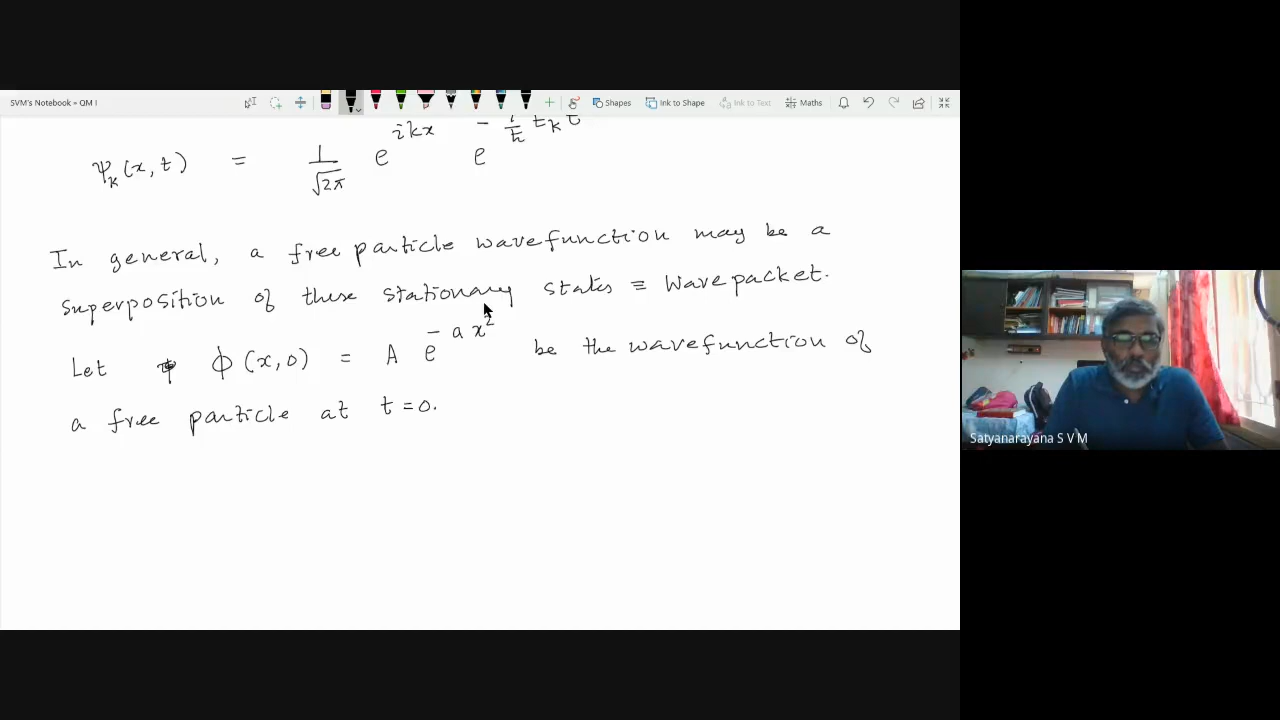 SVM's Notebook » QM I
Shapes Ink to Shape Ink to Text Maths
ψₖ(x,t) = 1/√2π e^{ikx} e^{-i/ħ Eₖt}
In general, a free particle wavefunction may be a
superposition of these stationary states ≡ Wavepacket.
Let ϕ(x,0) = A e^{-ax²} be the wavefunction of
a free particle at t=0.
Satyanarayana S V M